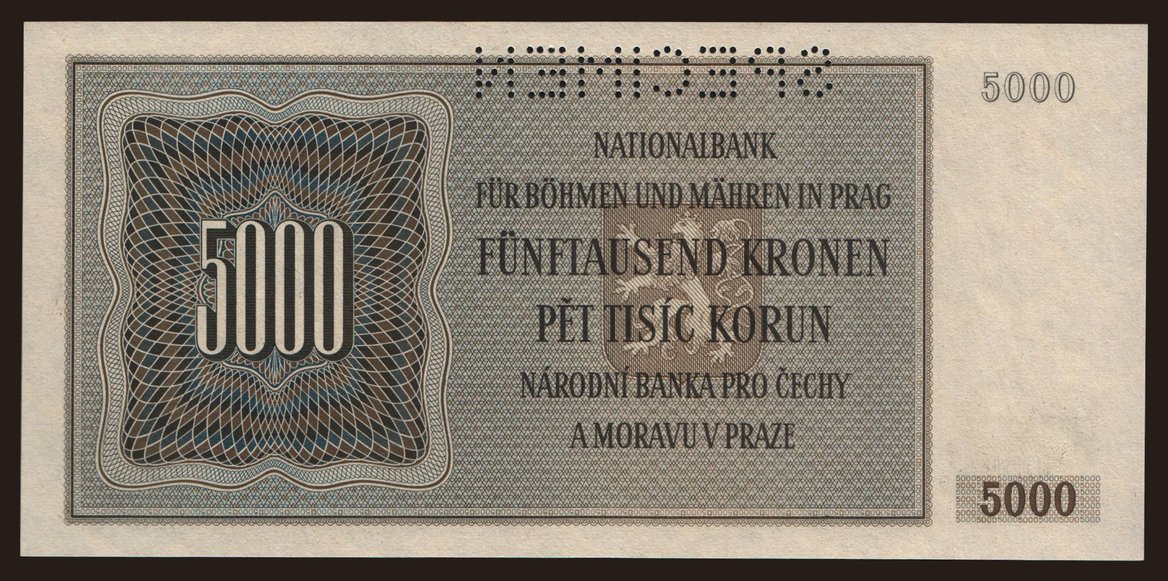 SPECIMEN
5000
NATIONALBANK
FÜR BÖHMEN UND MÄHREN IN PRAG
FÜNFTAUSEND KRONEN
PĚT TISÍC KORUN
NÁRODNÍ BANKA PRO ČECHY
A MORAVU V PRAZE
5000
5000